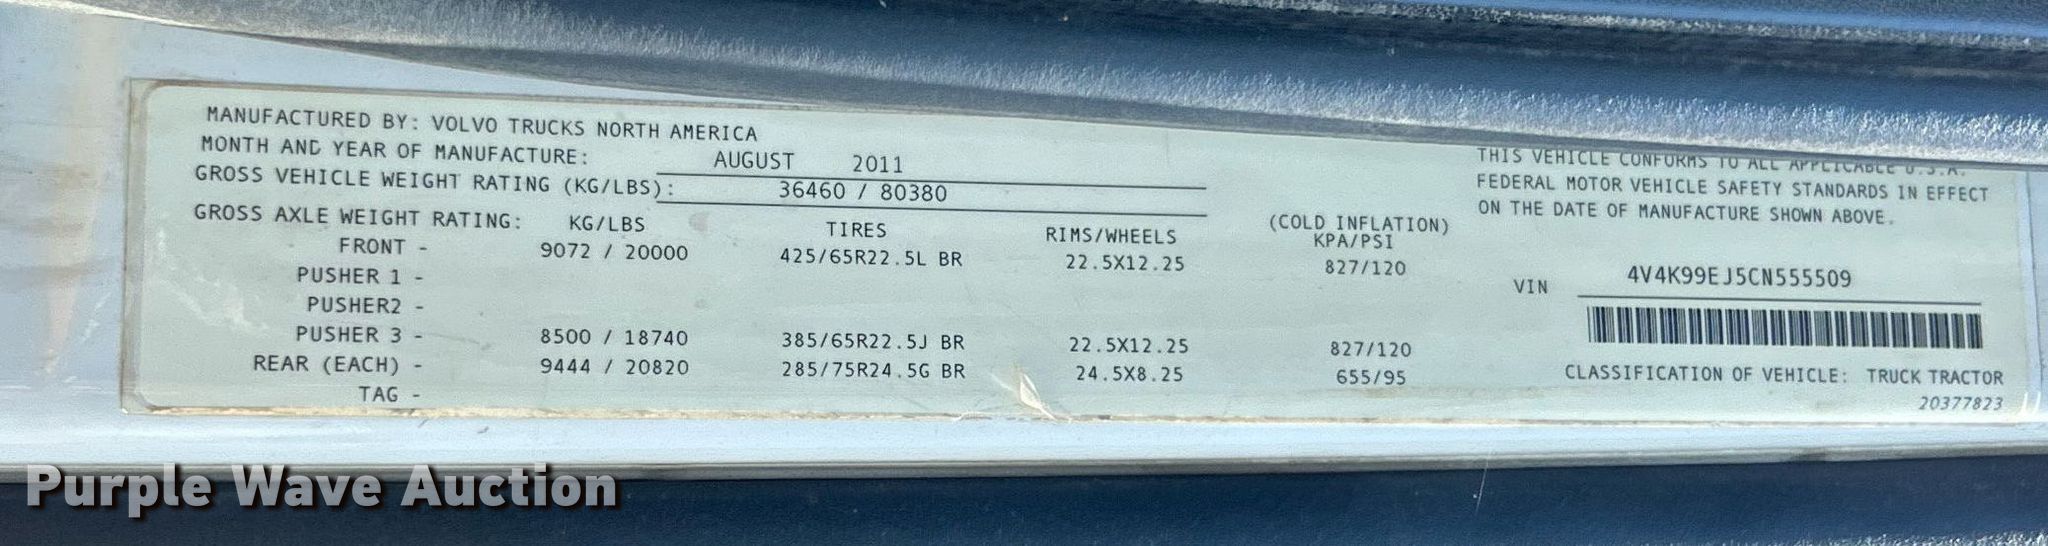 MANUFACTURED BY: VOLVO TRUCKS NORTH AMERICA
MONTH AND YEAR OF MANUFACTURE: AUGUST 2011
GROSS VEHICLE WEIGHT RATING (KG/LBS): 36460 / 80380
GROSS AXLE WEIGHT RATING: KG/LBS TIRES RIMS/WHEELS (COLD INFLATION) KPA/PSI
FRONT - 9072 / 20000 425/65R22.5L BR 22.5X12.25 827/120
PUSHER 1 -
PUSHER2 -
PUSHER 3 - 8500 / 18740 385/65R22.5J BR 22.5X12.25 827/120
REAR (EACH) - 9444 / 20820 285/75R24.5G BR 24.5X8.25 655/95
TAG -
THIS VEHICLE CONFORMS TO ALL APPLICABLE U.S.A.
FEDERAL MOTOR VEHICLE SAFETY STANDARDS IN EFFECT
ON THE DATE OF MANUFACTURE SHOWN ABOVE.
VIN 4V4K99EJ5CN555509
CLASSIFICATION OF VEHICLE: TRUCK TRACTOR
20377823
Purple Wave Auction